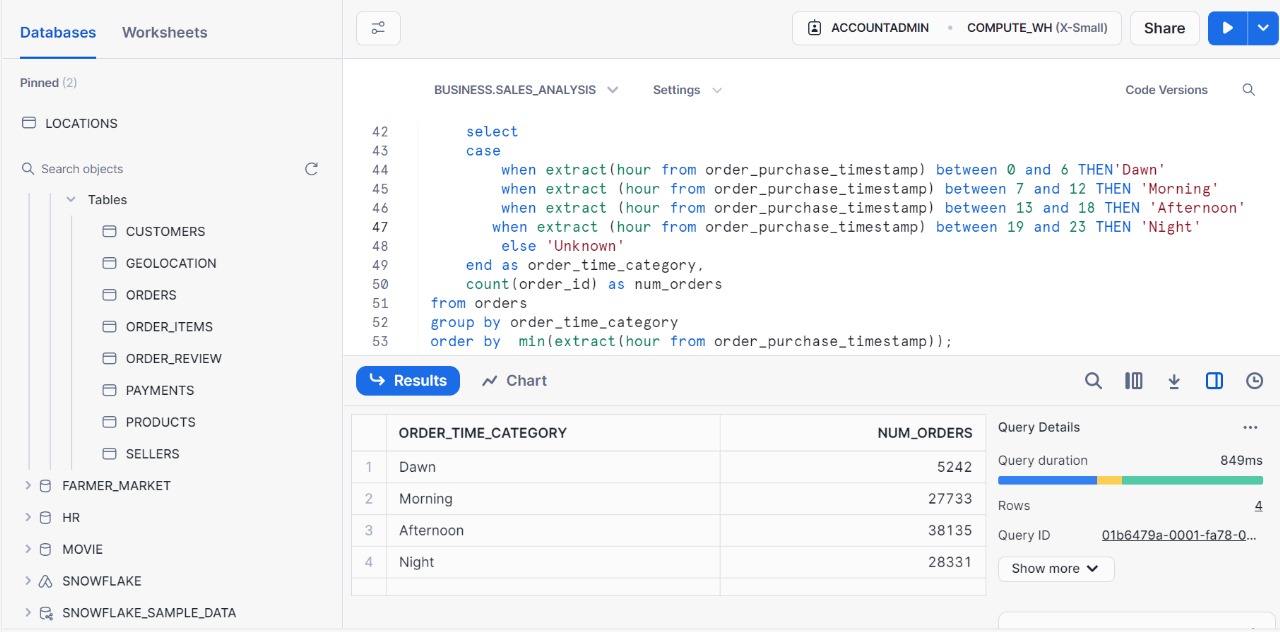 Databases Worksheets
Pinned (2)
LOCATIONS
Search objects
Tables
CUSTOMERS
GEOLOCATION
ORDERS
ORDER_ITEMS
ORDER_REVIEW
PAYMENTS
PRODUCTS
SELLERS
FARMER_MARKET
HR
MOVIE
SNOWFLAKE
SNOWFLAKE_SAMPLE_DATA
ACCOUNTADMIN • COMPUTE_WH (X-Small) Share
BUSINESS.SALES_ANALYSIS Settings Code Versions
42 select
43 case
44 when extract(hour from order_purchase_timestamp) between 0 and 6 THEN'Dawn'
45 when extract (hour from order_purchase_timestamp) between 7 and 12 THEN 'Morning'
46 when extract (hour from order_purchase_timestamp) between 13 and 18 THEN 'Afternoon'
47 when extract (hour from order_purchase_timestamp) between 19 and 23 THEN 'Night'
48 else 'Unknown'
49 end as order_time_category,
50 count(order_id) as num_orders
51 from orders
52 group by order_time_category
53 order by  min(extract(hour from order_purchase_timestamp));
Results Chart
ORDER_TIME_CATEGORY NUM_ORDERS
1 Dawn 5242
2 Morning 27733
3 Afternoon 38135
4 Night 28331
Query Details ...
Query duration 849ms
Rows 4
Query ID 01b6479a-0001-fa78-0...
Show more